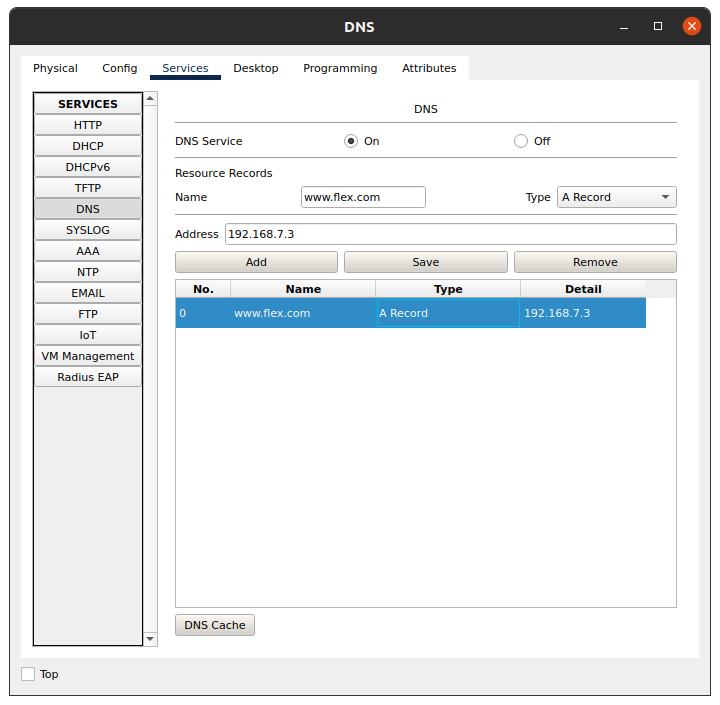 DNS
Physical Config Services Desktop Programming Attributes
SERVICES
HTTP
DHCP
DHCPv6
TFTP
DNS
SYSLOG
AAA
NTP
EMAIL
FTP
IoT
VM Management
Radius EAP
DNS
DNS Service On Off
Resource Records
Name www.flex.com Type A Record
Address 192.168.7.3
Add Save Remove
No. Name Type Detail
0 www.flex.com A Record 192.168.7.3
DNS Cache
Top